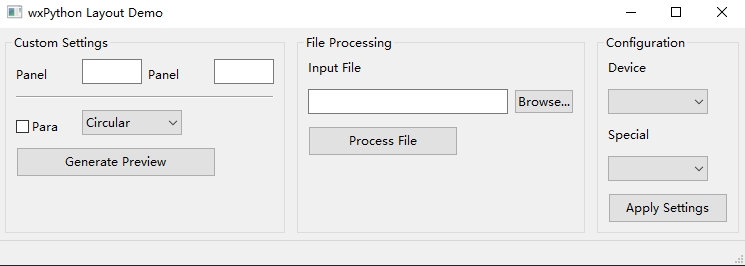 wxPython Layout Demo
Custom Settings
Panel Panel
Para Circular
Generate Preview
File Processing
Input File
Browse...
Process File
Configuration
Device
Special
Apply Settings